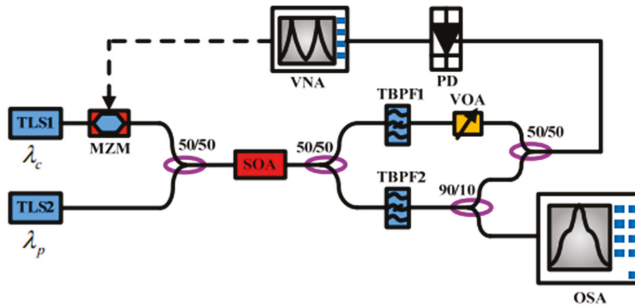 VNA
PD
TLS1
λc
MZM
50/50
SOA
50/50
TBPF1
VOA
50/50
TLS2
λp
TBPF2
90/10
OSA